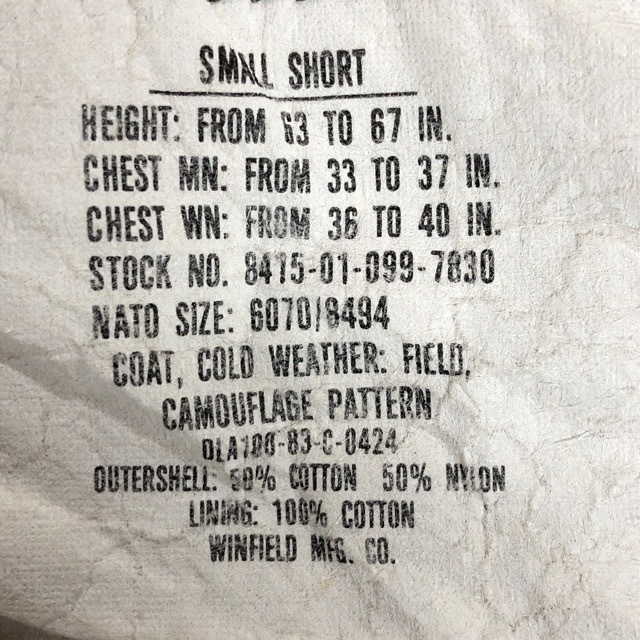 SMALL SHORT
HEIGHT: FROM 63 TO 67 IN.
CHEST MN: FROM 33 TO 37 IN.
CHEST WN: FROM 36 TO 40 IN.
STOCK NO. 8415-01-099-7830
NATO SIZE: 6070/8494
COAT, COLD WEATHER: FIELD,
CAMOUFLAGE PATTERN
DLA100-83-C-0424
OUTERSHELL: 50% COTTON 50% NYLON
LINING: 100% COTTON
WINFIELD MFG. CO.